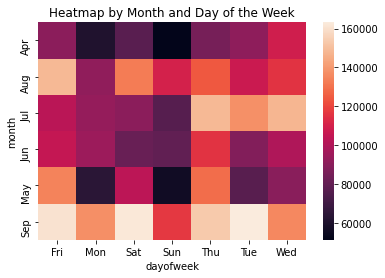 Heatmap by Month and Day of the Week
month
Apr
Aug
Jul
Jun
May
Sep
Fri Mon Sat Sun Thu Tue Wed
dayofweek
160000
140000
120000
100000
80000
60000